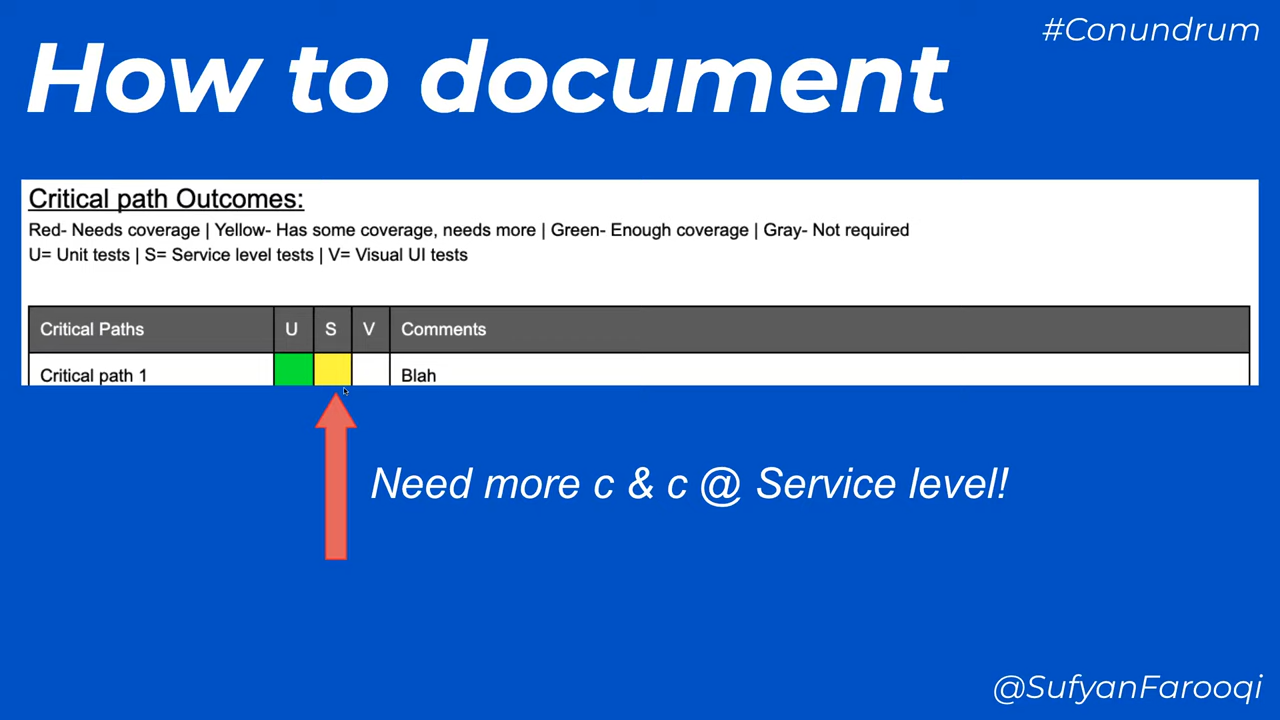 #Conundrum
How to document
Critical path Outcomes:
Red- Needs coverage | Yellow- Has some coverage, needs more | Green- Enough coverage | Gray- Not required
U= Unit tests | S= Service level tests | V= Visual UI tests
Critical Paths U S V Comments
Critical path 1 Blah
Need more c & c @ Service level!
@SufyanFarooqi